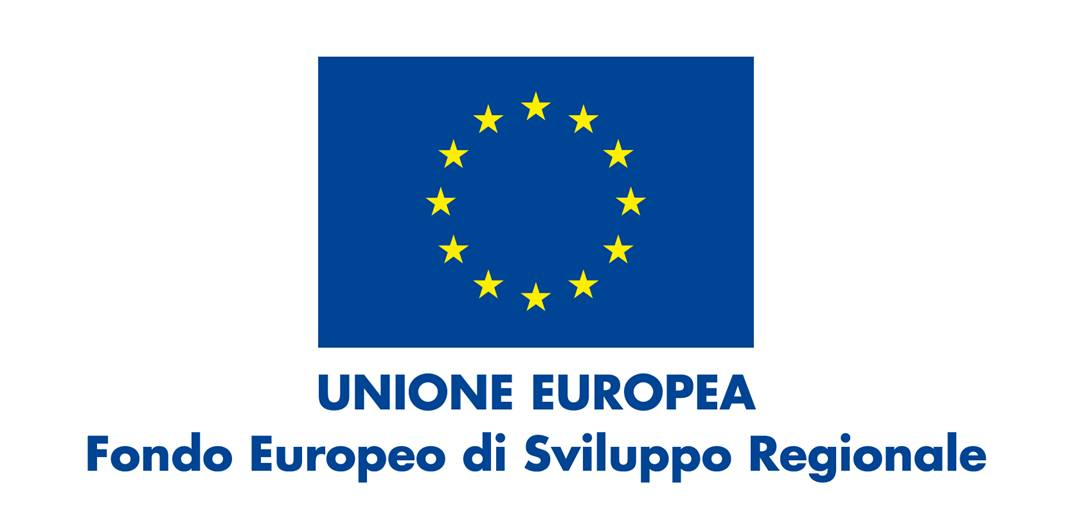 UNIONE EUROPEA
Fondo Europeo di Sviluppo Regionale